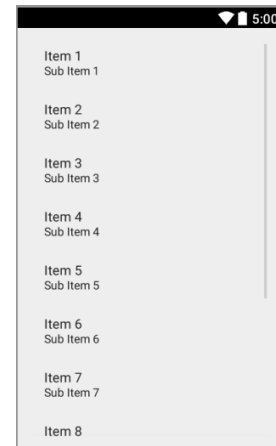 5:00
Item 1
Sub Item 1
Item 2
Sub Item 2
Item 3
Sub Item 3
Item 4
Sub Item 4
Item 5
Sub Item 5
Item 6
Sub Item 6
Item 7
Sub Item 7
Item 8